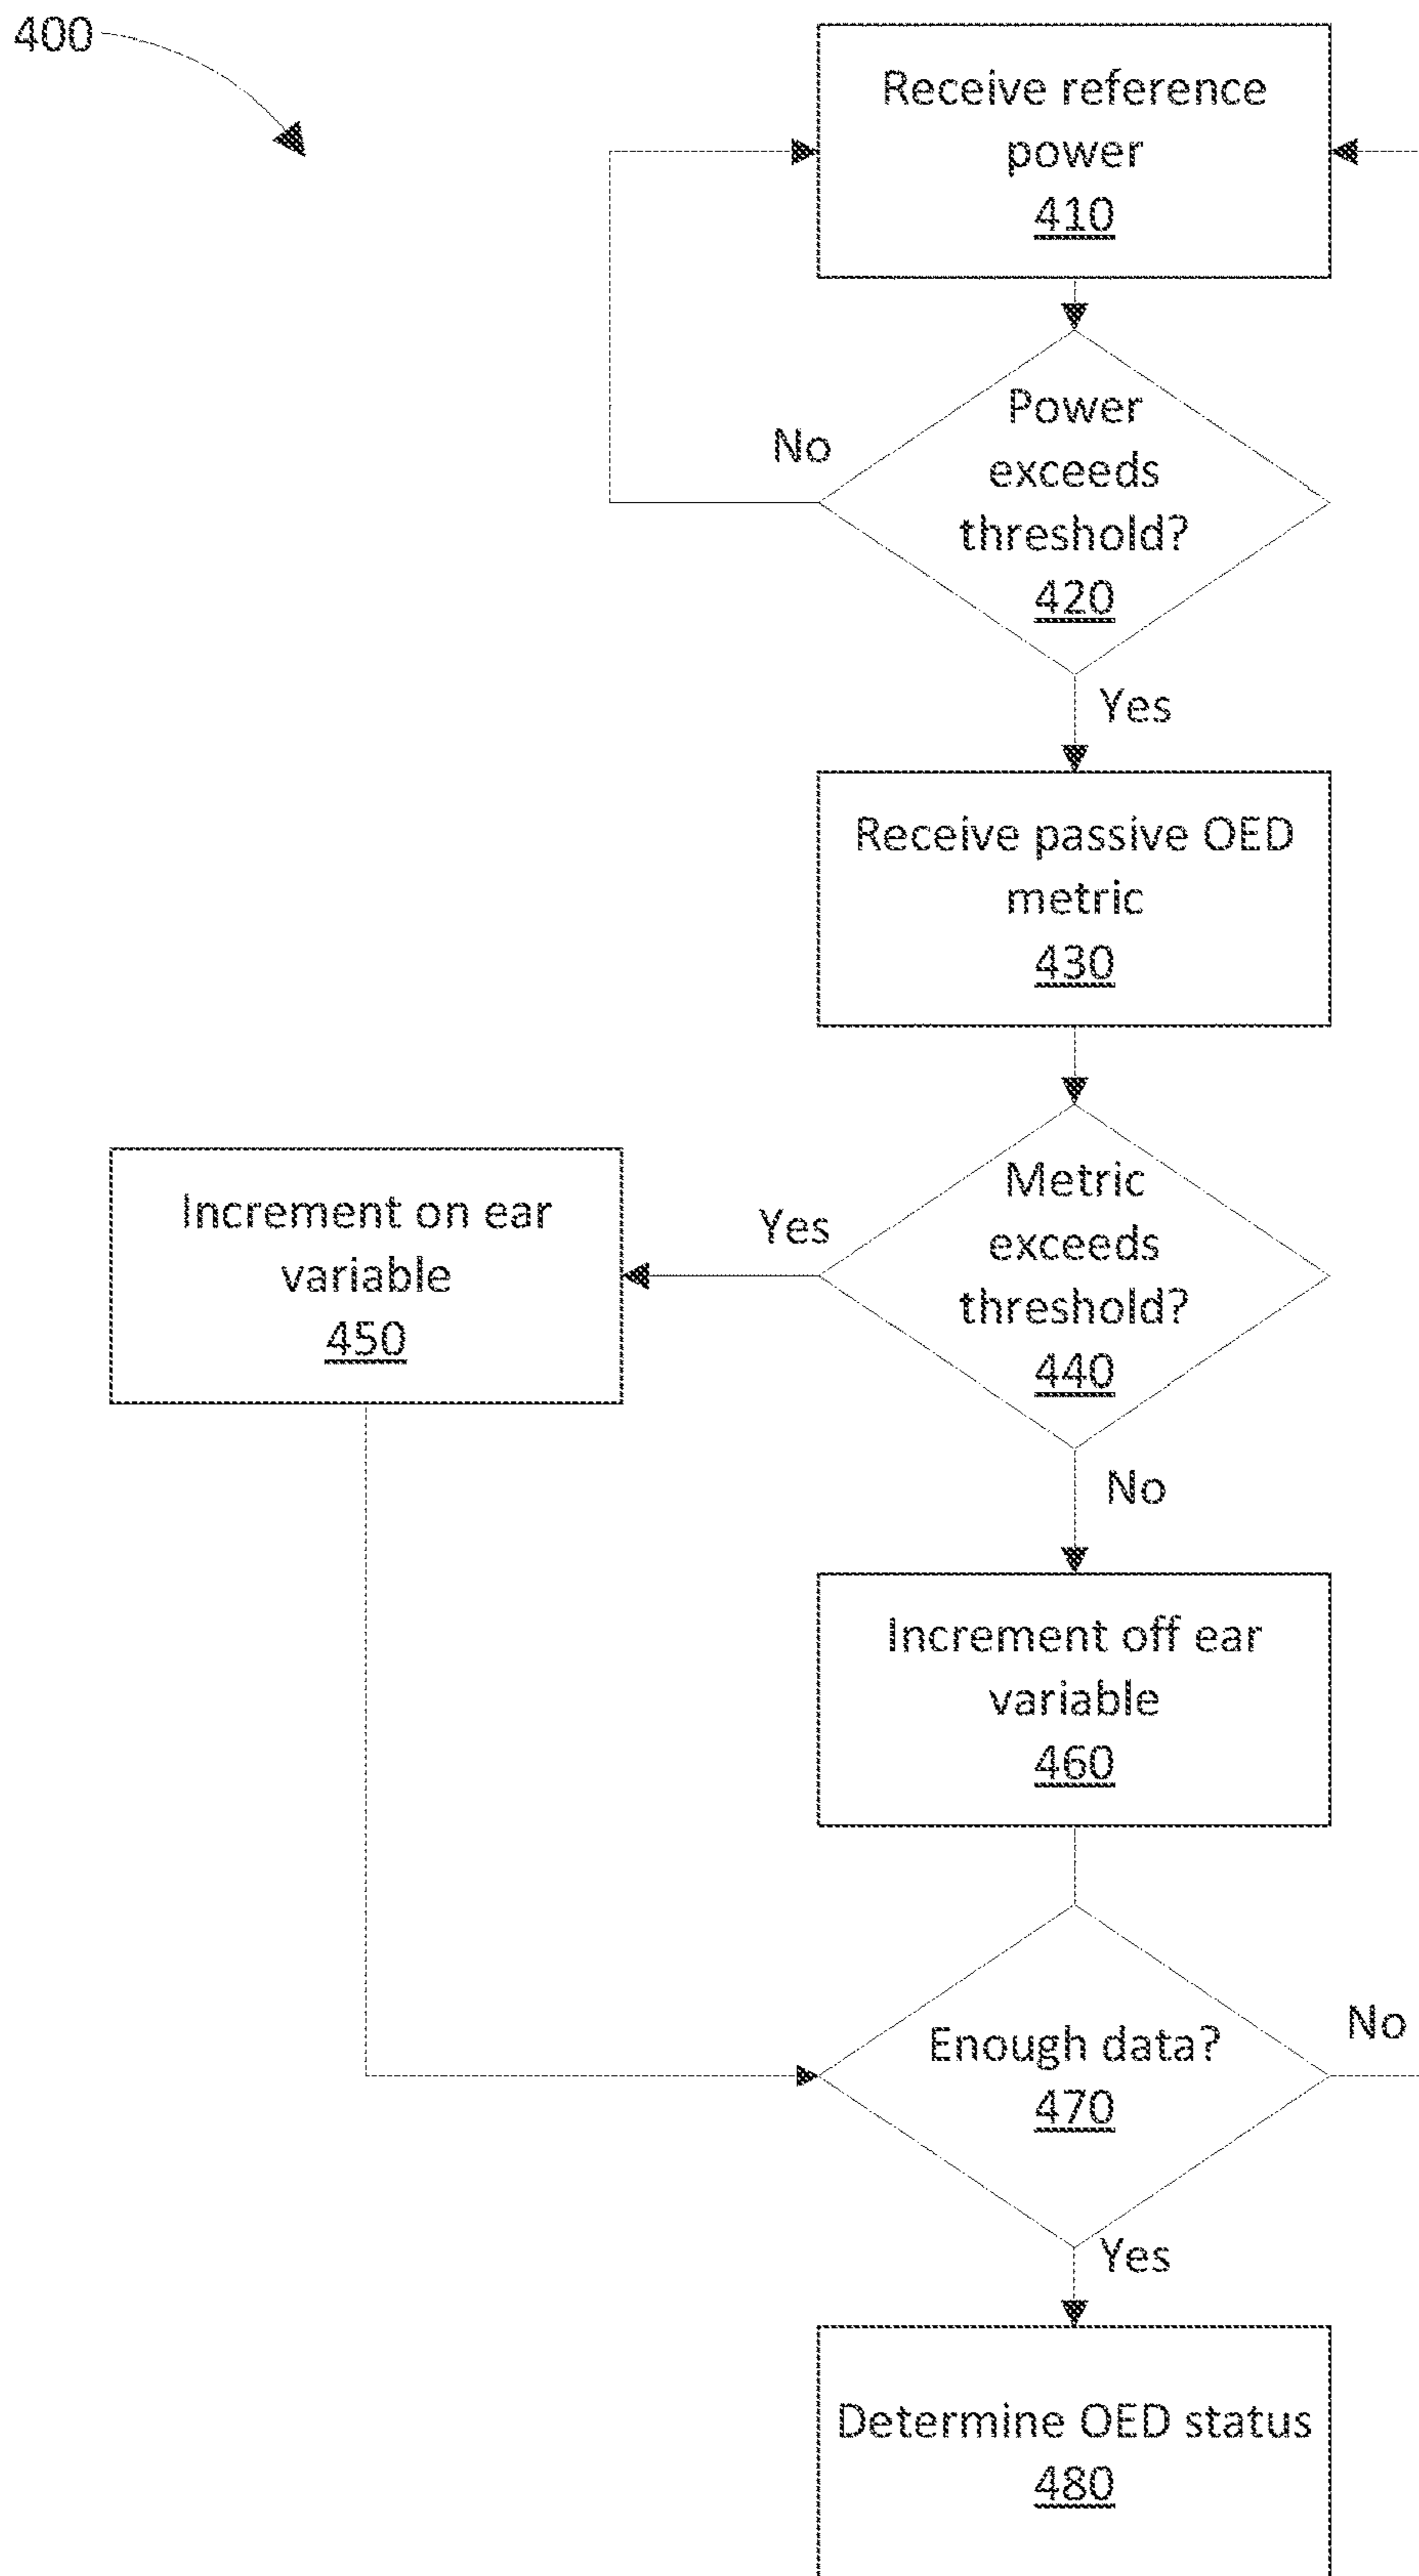 400
Receive reference
power
410
No
Power
exceeds
threshold?
420
Yes
Receive passive OED
metric
430
Increment on ear
variable
450
Yes
Metric
exceeds
threshold?
440
No
Increment off ear
variable
460
Enough data?
470
No
Yes
Determine OED status
480